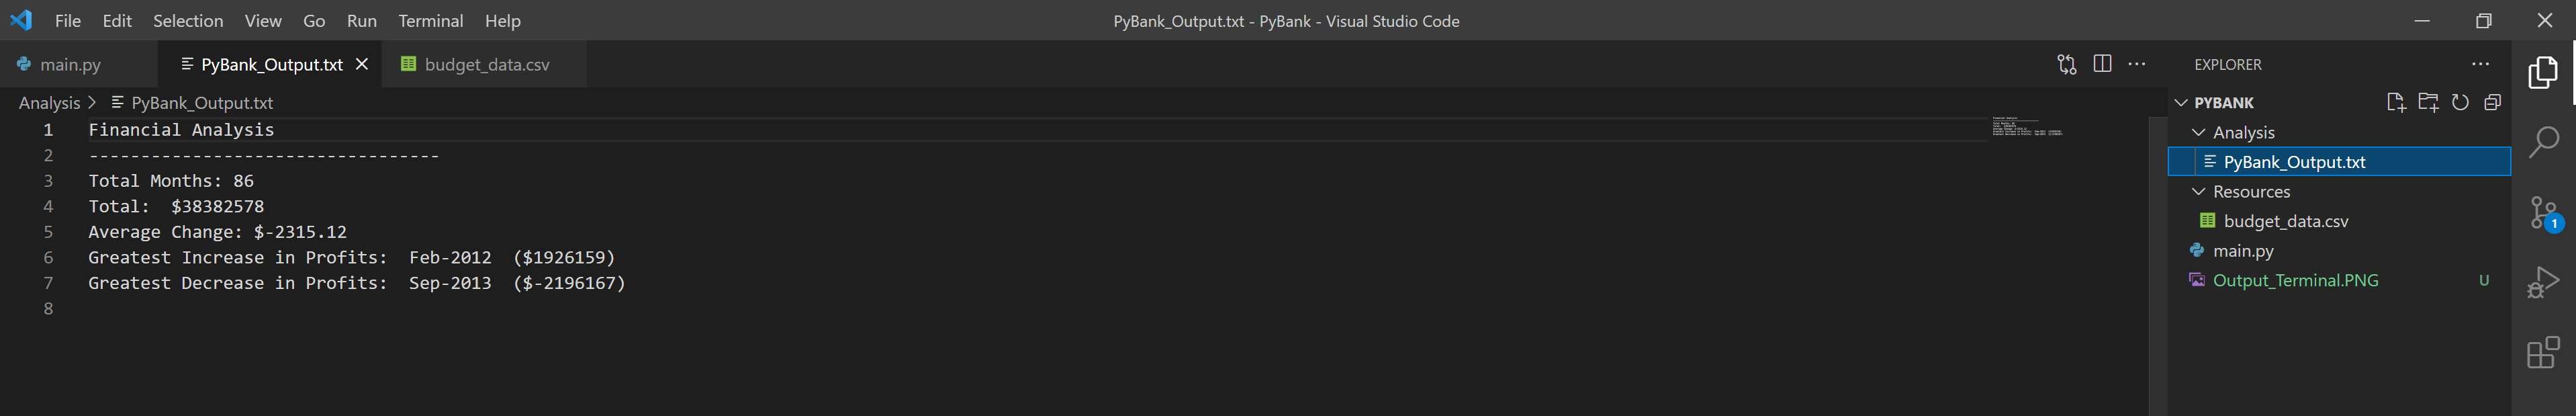 File Edit Selection View Go Run Terminal Help
PyBank_Output.txt - PyBank - Visual Studio Code
main.py
PyBank_Output.txt
budget_data.csv
Analysis > PyBank_Output.txt
1 Financial Analysis
2 ----------------------------------
3 Total Months: 86
4 Total:  $38382578
5 Average Change: $-2315.12
6 Greatest Increase in Profits:  Feb-2012  ($1926159)
7 Greatest Decrease in Profits:  Sep-2013  ($-2196167)
8
EXPLORER
PYBANK
Analysis
PyBank_Output.txt
Resources
budget_data.csv
main.py
Output_Terminal.PNG U
1